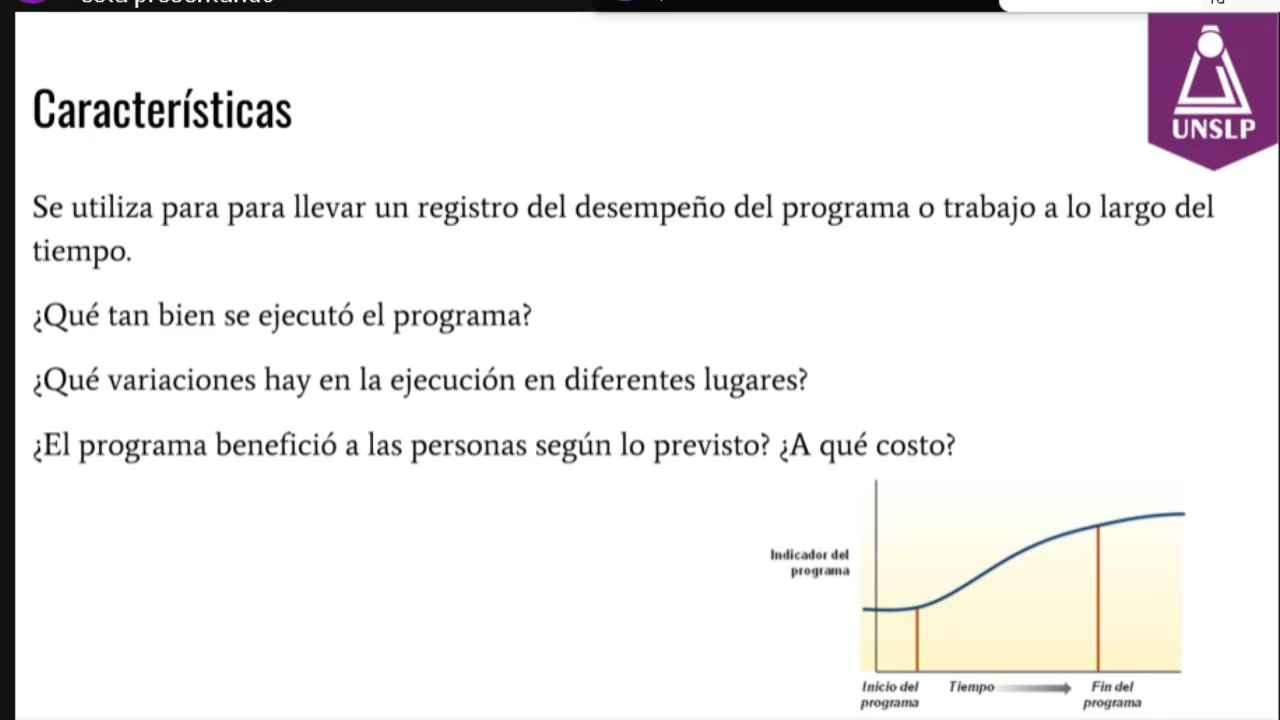 está presentando
UNSLP
Características
Se utiliza para para llevar un registro del desempeño del programa o trabajo a lo largo del
tiempo.
¿Qué tan bien se ejecutó el programa?
¿Qué variaciones hay en la ejecución en diferentes lugares?
¿El programa benefició a las personas según lo previsto? ¿A qué costo?
Indicador del
programa
Inicio del
programa
Tiempo
Fin del
programa